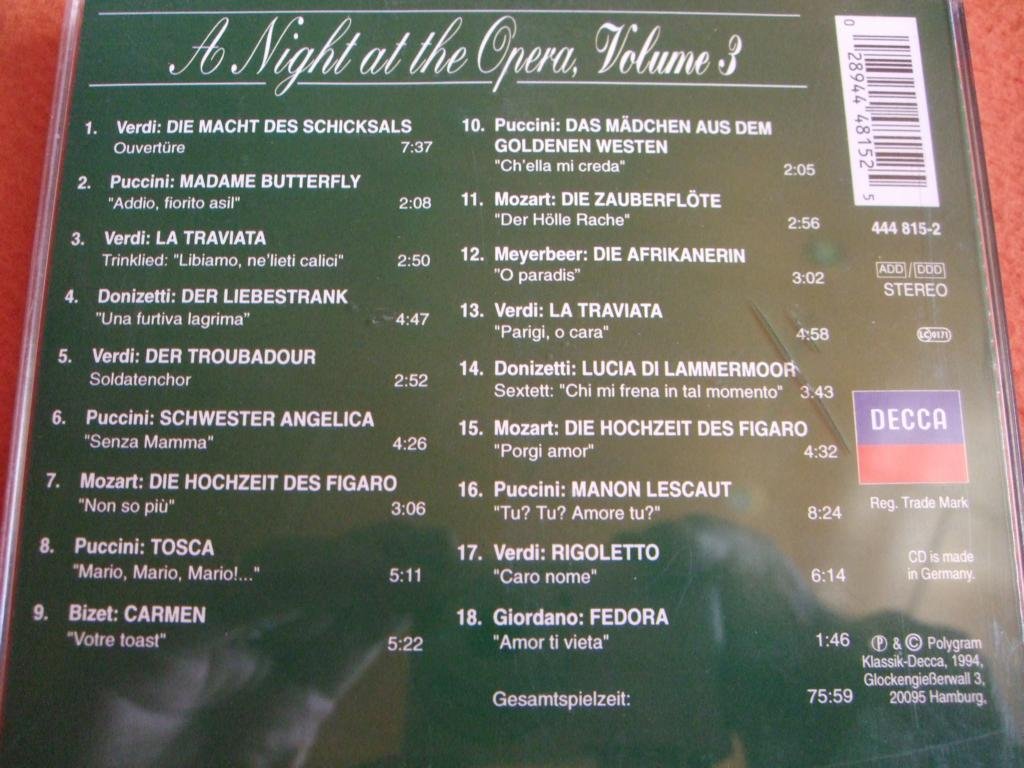 A Night at the Opera, Volume 3
1. Verdi: DIE MACHT DES SCHICKSALS
Ouvertüre 7:37
2. Puccini: MADAME BUTTERFLY
"Addio, fiorito asil" 2:08
3. Verdi: LA TRAVIATA
Trinklied: "Libiamo, ne'lieti calici" 2:50
4. Donizetti: DER LIEBESTRANK
"Una furtiva lagrima" 4:47
5. Verdi: DER TROUBADOUR
Soldatenchor 2:52
6. Puccini: SCHWESTER ANGELICA
"Senza Mamma" 4:26
7. Mozart: DIE HOCHZEIT DES FIGARO
"Non so più" 3:06
8. Puccini: TOSCA
"Mario, Mario, Mario!..." 5:11
9. Bizet: CARMEN
"Votre toast" 5:22
10. Puccini: DAS MÄDCHEN AUS DEM
GOLDENEN WESTEN
"Ch'ella mi creda" 2:05
11. Mozart: DIE ZAUBERFLÖTE
"Der Hölle Rache" 2:56
12. Meyerbeer: DIE AFRIKANERIN
"O paradis" 3:02
13. Verdi: LA TRAVIATA
"Parigi, o cara" 4:58
14. Donizetti: LUCIA DI LAMMERMOOR
Sextett: "Chi mi frena in tal momento" 3.43
15. Mozart: DIE HOCHZEIT DES FIGARO
"Porgi amor" 4:32
16. Puccini: MANON LESCAUT
"Tu? Tu? Amore tu?" 8:24
17. Verdi: RIGOLETTO
"Caro nome" 6:14
18. Giordano: FEDORA
"Amor ti vieta" 1:46
Gesamtspielzeit: 75:59
0 28944 48152 5
444 815-2
ADD/DDD
STEREO
LC 0171
DECCA
Reg. Trade Mark
CD is made
in Germany.
℗ & © Polygram
Klassik-Decca, 1994,
Glockengießerwall 3,
20095 Hamburg.